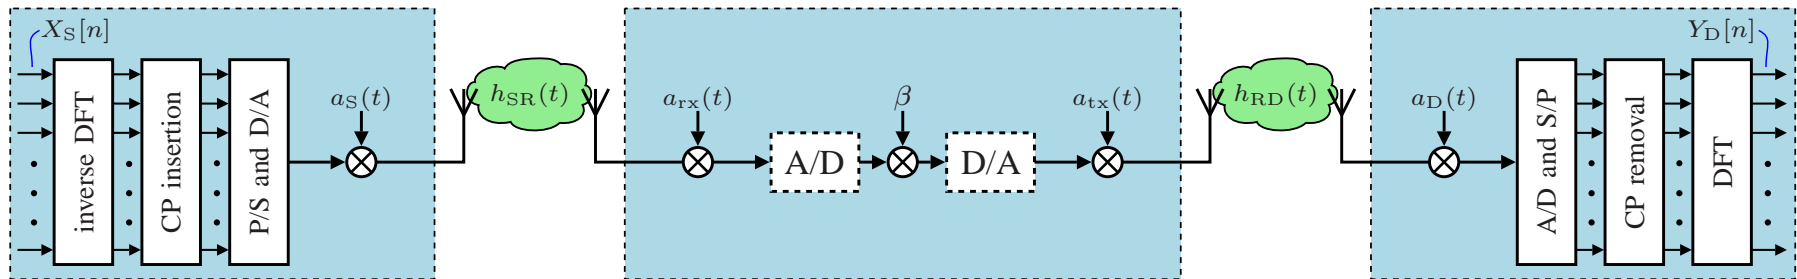 X_S[n]
inverse DFT
CP insertion
P/S and D/A
a_S(t)
h_SR(t)
a_rx(t)
A/D
β
D/A
a_tx(t)
h_RD(t)
a_D(t)
A/D and S/P
CP removal
DFT
Y_D[n]